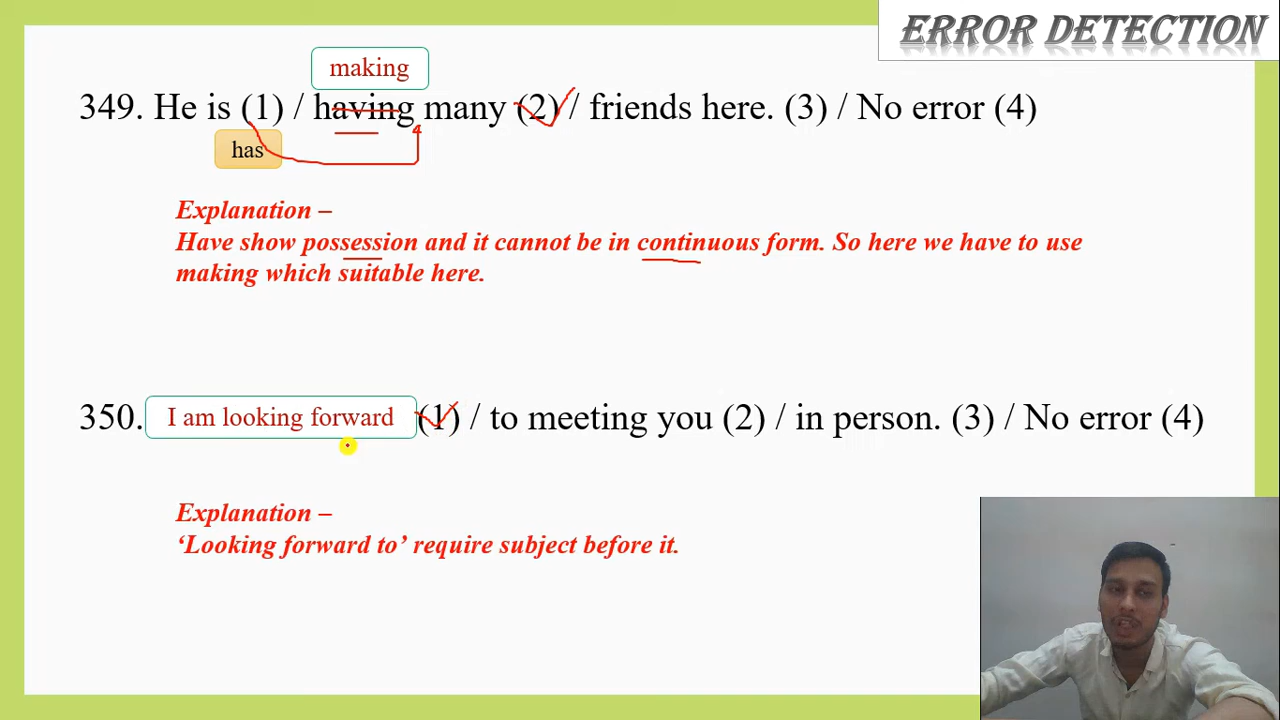 ERROR DETECTION
making
349. He is (1) / having many (2) / friends here. (3) / No error (4)
has
Explanation –
Have show possession and it cannot be in continuous form. So here we have to use
making which suitable here.
350. I am looking forward (1) / to meeting you (2) / in person. (3) / No error (4)
Explanation –
‘Looking forward to’ require subject before it.